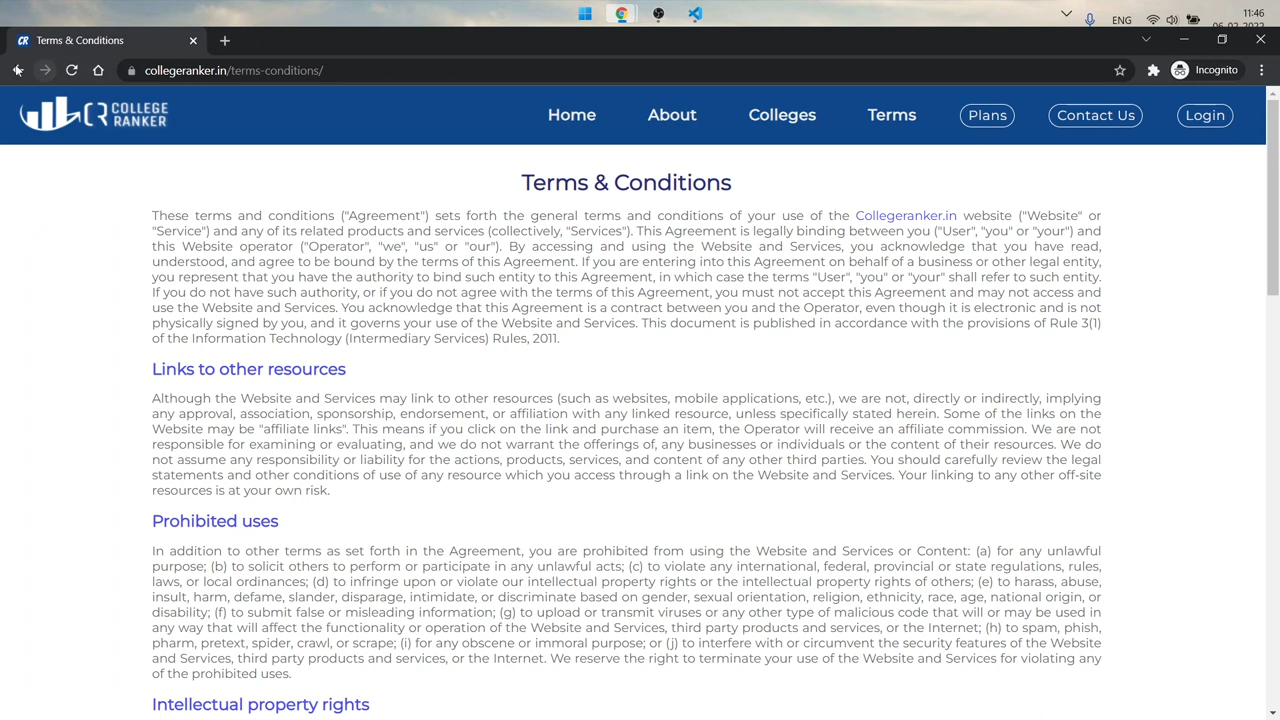 11:46
ENG
06-02-2022
Terms & Conditions
collegeranker.in/terms-conditions/
Incognito
CR COLLEGE
RANKER
Home
About
Colleges
Terms
Plans
Contact Us
Login
Terms & Conditions
These terms and conditions ("Agreement") sets forth the general terms and conditions of your use of the Collegeranker.in website ("Website" or
"Service") and any of its related products and services (collectively, "Services"). This Agreement is legally binding between you ("User", "you" or "your") and
this Website operator ("Operator", "we", "us" or "our"). By accessing and using the Website and Services, you acknowledge that you have read,
understood, and agree to be bound by the terms of this Agreement. If you are entering into this Agreement on behalf of a business or other legal entity,
you represent that you have the authority to bind such entity to this Agreement, in which case the terms "User", "you" or "your" shall refer to such entity.
If you do not have such authority, or if you do not agree with the terms of this Agreement, you must not accept this Agreement and may not access and
use the Website and Services. You acknowledge that this Agreement is a contract between you and the Operator, even though it is electronic and is not
physically signed by you, and it governs your use of the Website and Services. This document is published in accordance with the provisions of Rule 3(1)
of the Information Technology (Intermediary Services) Rules, 2011.
Links to other resources
Although the Website and Services may link to other resources (such as websites, mobile applications, etc.), we are not, directly or indirectly, implying
any approval, association, sponsorship, endorsement, or affiliation with any linked resource, unless specifically stated herein. Some of the links on the
Website may be "affiliate links". This means if you click on the link and purchase an item, the Operator will receive an affiliate commission. We are not
responsible for examining or evaluating, and we do not warrant the offerings of, any businesses or individuals or the content of their resources. We do
not assume any responsibility or liability for the actions, products, services, and content of any other third parties. You should carefully review the legal
statements and other conditions of use of any resource which you access through a link on the Website and Services. Your linking to any other off-site
resources is at your own risk.
Prohibited uses
In addition to other terms as set forth in the Agreement, you are prohibited from using the Website and Services or Content: (a) for any unlawful
purpose; (b) to solicit others to perform or participate in any unlawful acts; (c) to violate any international, federal, provincial or state regulations, rules,
laws, or local ordinances; (d) to infringe upon or violate our intellectual property rights or the intellectual property rights of others; (e) to harass, abuse,
insult, harm, defame, slander, disparage, intimidate, or discriminate based on gender, sexual orientation, religion, ethnicity, race, age, national origin, or
disability; (f) to submit false or misleading information; (g) to upload or transmit viruses or any other type of malicious code that will or may be used in
any way that will affect the functionality or operation of the Website and Services, third party products and services, or the Internet; (h) to spam, phish,
pharm, pretext, spider, crawl, or scrape; (i) for any obscene or immoral purpose; or (j) to interfere with or circumvent the security features of the Website
and Services, third party products and services, or the Internet. We reserve the right to terminate your use of the Website and Services for violating any
of the prohibited uses.
Intellectual property rights